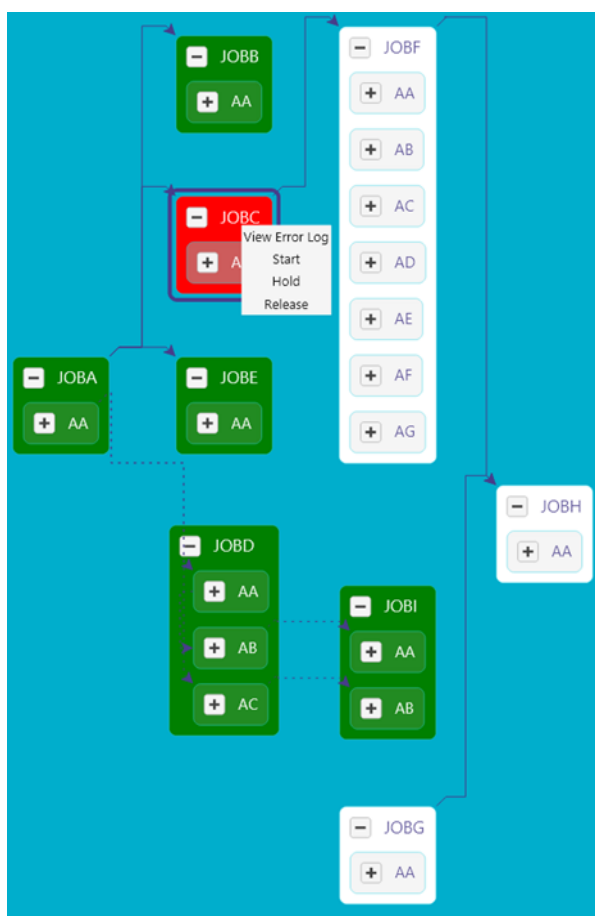 JOBB
AA
JOBC
View Error Log
Start
Hold
Release
JOBF
AA
AB
AC
AD
AE
AF
AG
JOBA
AA
JOBE
AA
JOBH
AA
JOBD
AA
AB
AC
JOBI
AA
AB
JOBG
AA